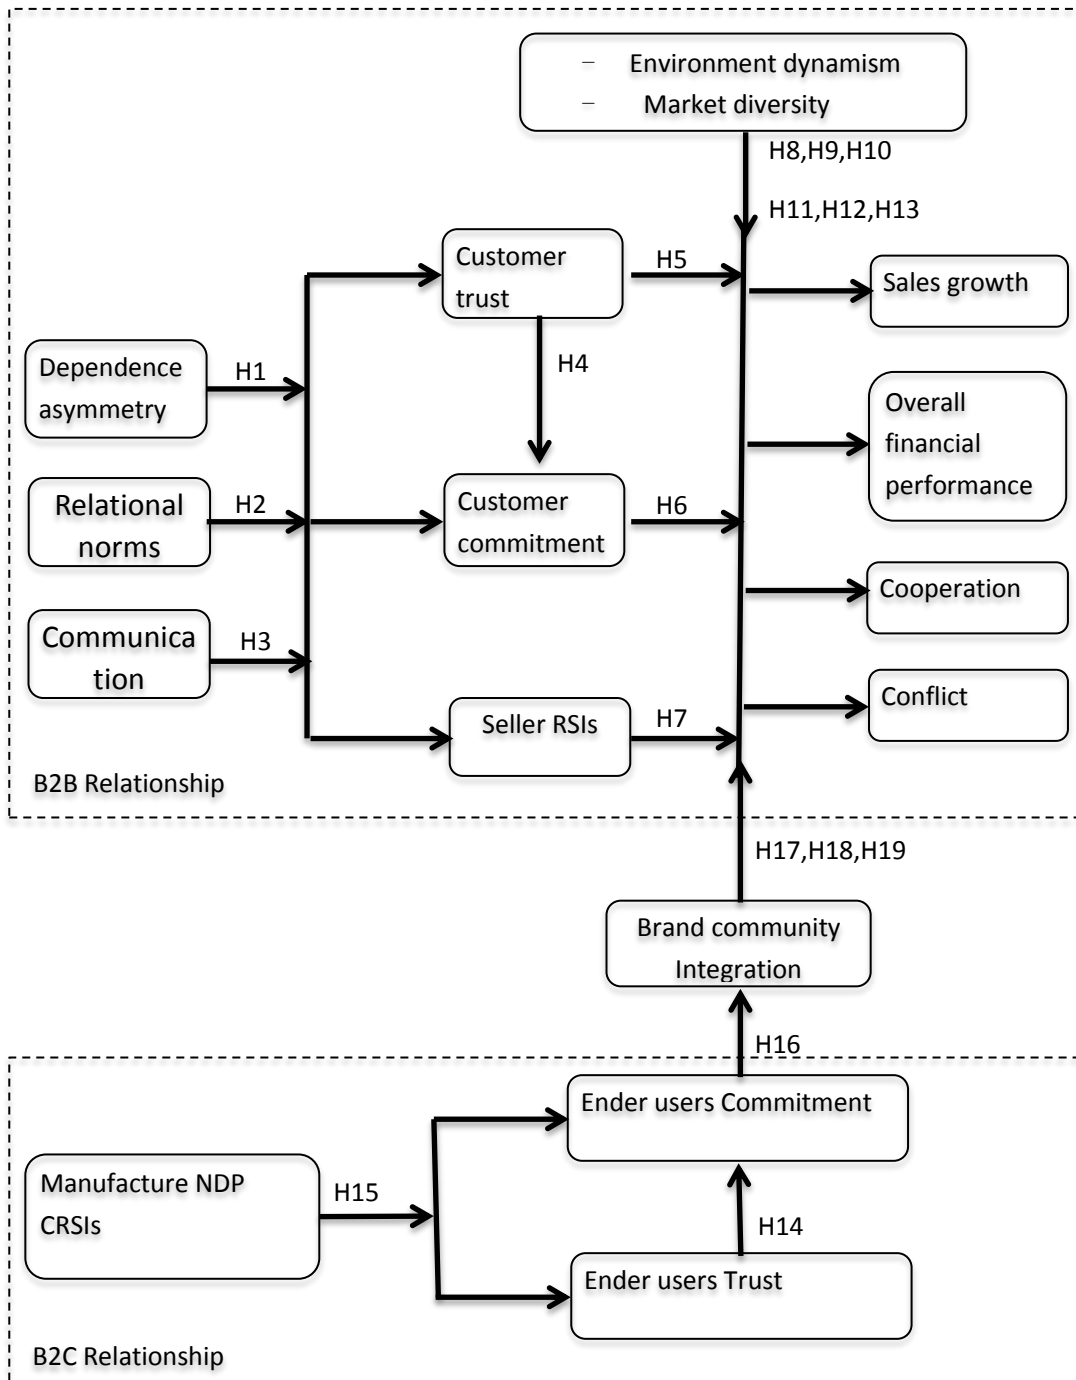 – Environment dynamism
– Market diversity
H8,H9,H10
H11,H12,H13
Customer
trust
H5
Sales growth
H4
Dependence
asymmetry
H1
Overall
financial
performance
Relational
norms
H2
Customer
commitment
H6
Cooperation
Communica
tion
H3
Conflict
Seller RSIs
H7
B2B Relationship
H17,H18,H19
Brand community
Integration
H16
Ender users Commitment
Manufacture NDP
CRSIs
H15
H14
Ender users Trust
B2C Relationship